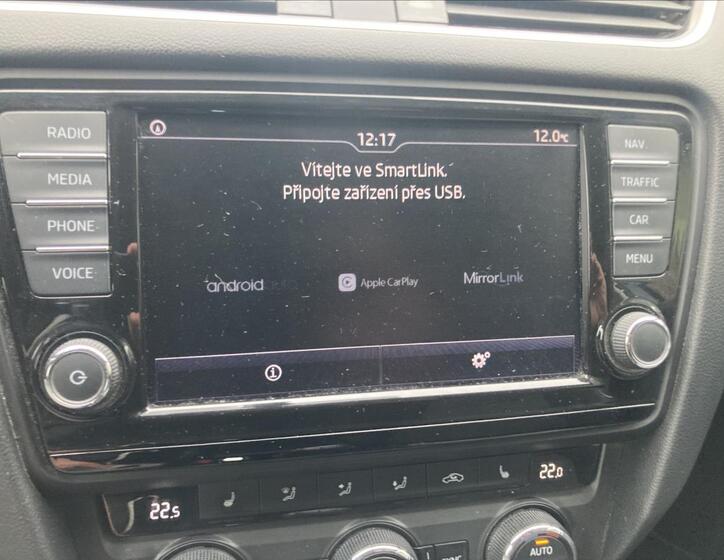 12:17
12.0°C
Vítejte ve SmartLink.
Připojte zařízení přes USB.
androidauto
Apple CarPlay
MirrorLink
RADIO
MEDIA
PHONE
VOICE
NAV.
TRAFFIC
CAR
MENU
22.5
22.0
AUTO